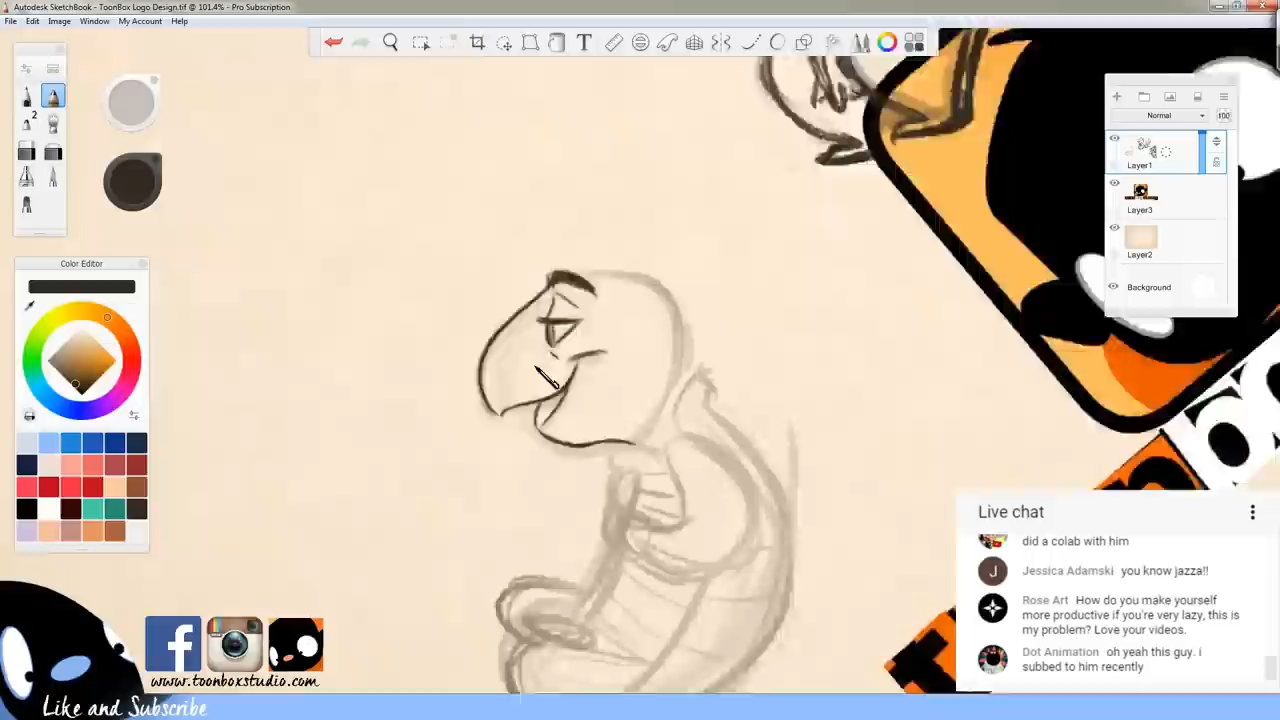 Autodesk SketchBook - ToonBox Logo Design.tif @ 101.4% - Pro Subscription
File Edit Image Window My Account Help
T
2
Normal 100
Layer1
Layer3
Layer2
Background
Color Editor
Live chat
did a colab with him
Jessica Adamski you know jazza!!
Rose Art How do you make yourself
more productive if you're very lazy, this is
my problem? Love your videos.
Dot Animation oh yeah this guy. i
subbed to him recently
J
f
www.toonboxstudio.com
Like and Subscribe